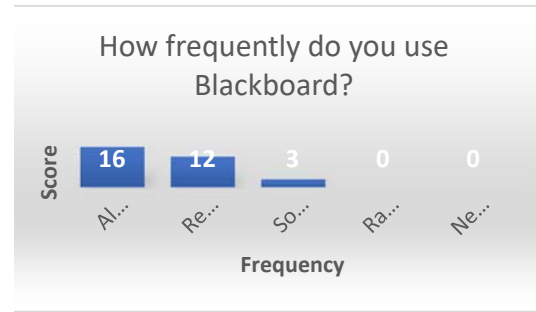 How frequently do you use
Blackboard?
Score
16 12 3 0 0
Al... Re... So... Ra... Ne...
Frequency